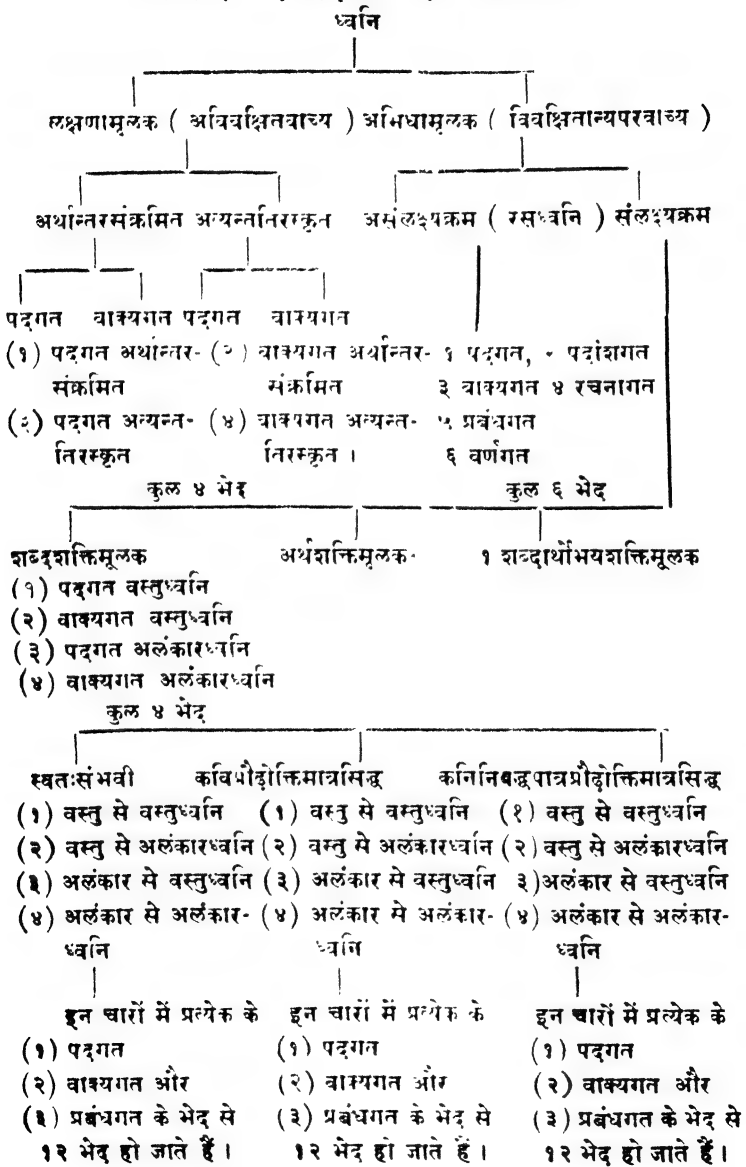 ध्वनि
लक्षणामूलक ( अविवक्षितवाच्य ) अभिधामूलक ( विवक्षितान्यपरवाच्य )
अर्थान्तरसंक्रमित अत्यन्ततिरस्कृत असंलक्ष्यक्रम ( रसध्वनि ) संलक्ष्यक्रम
पदगत वाक्यगत पदगत वाक्यगत
(१) पदगत अर्थान्तर- (२) वाक्यगत अर्थान्तर- १ पदगत, पदांशगत
संक्रमित संक्रमित ३ वाक्यगत ४ रचनागत
(३) पदगत अत्यन्त- (४) वाक्यगत अत्यन्त- ५ प्रबंधगत
तिरस्कृत तिरस्कृत । ६ वर्णगत
कुल ४ भेद कुल ६ भेद
शब्दशक्तिमूलक अर्थशक्तिमूलक- १ शब्दार्थोभयशक्तिमूलक
(१) पदगत वस्तुध्वनि
(२) वाक्यगत वस्तुध्वनि
(३) पदगत अलंकारध्वनि
(४) वाक्यगत अलंकारध्वनि
कुल ४ भेद
स्वतःसंभवी कविप्रौढ़ोक्तिमात्रसिद्ध कनिनिबद्धपात्रप्रौढ़ोक्तिमात्रसिद्ध
(१) वस्तु से वस्तुध्वनि (१) वस्तु से वस्तुध्वनि (१) वस्तु से वस्तुध्वनि
(२) वस्तु से अलंकारध्वनि (२) वस्तु से अलंकारध्वनि (२) वस्तु से अलंकारध्वनि
(३) अलंकार से वस्तुध्वनि (३) अलंकार से वस्तुध्वनि ३)अलंकार से वस्तुध्वनि
(४) अलंकार से अलंकार- (४) अलंकार से अलंकार- (४) अलंकार से अलंकार-
ध्वनि ध्वनि ध्वनि
इन चारों में प्रत्येक के इन चारों में प्रत्येक के इन चारों में प्रत्येक के
(१) पदगत (१) पदगत (१) पदगत
(२) वाक्यगत और (२) वाक्यगत और (२) वाक्यगत और
(३) प्रबंधगत के भेद से (३) प्रबंधगत के भेद से (३) प्रबंधगत के भेद से
१२ भेद हो जाते हैं । १२ भेद हो जाते हैं । १२ भेद हो जाते हैं ।